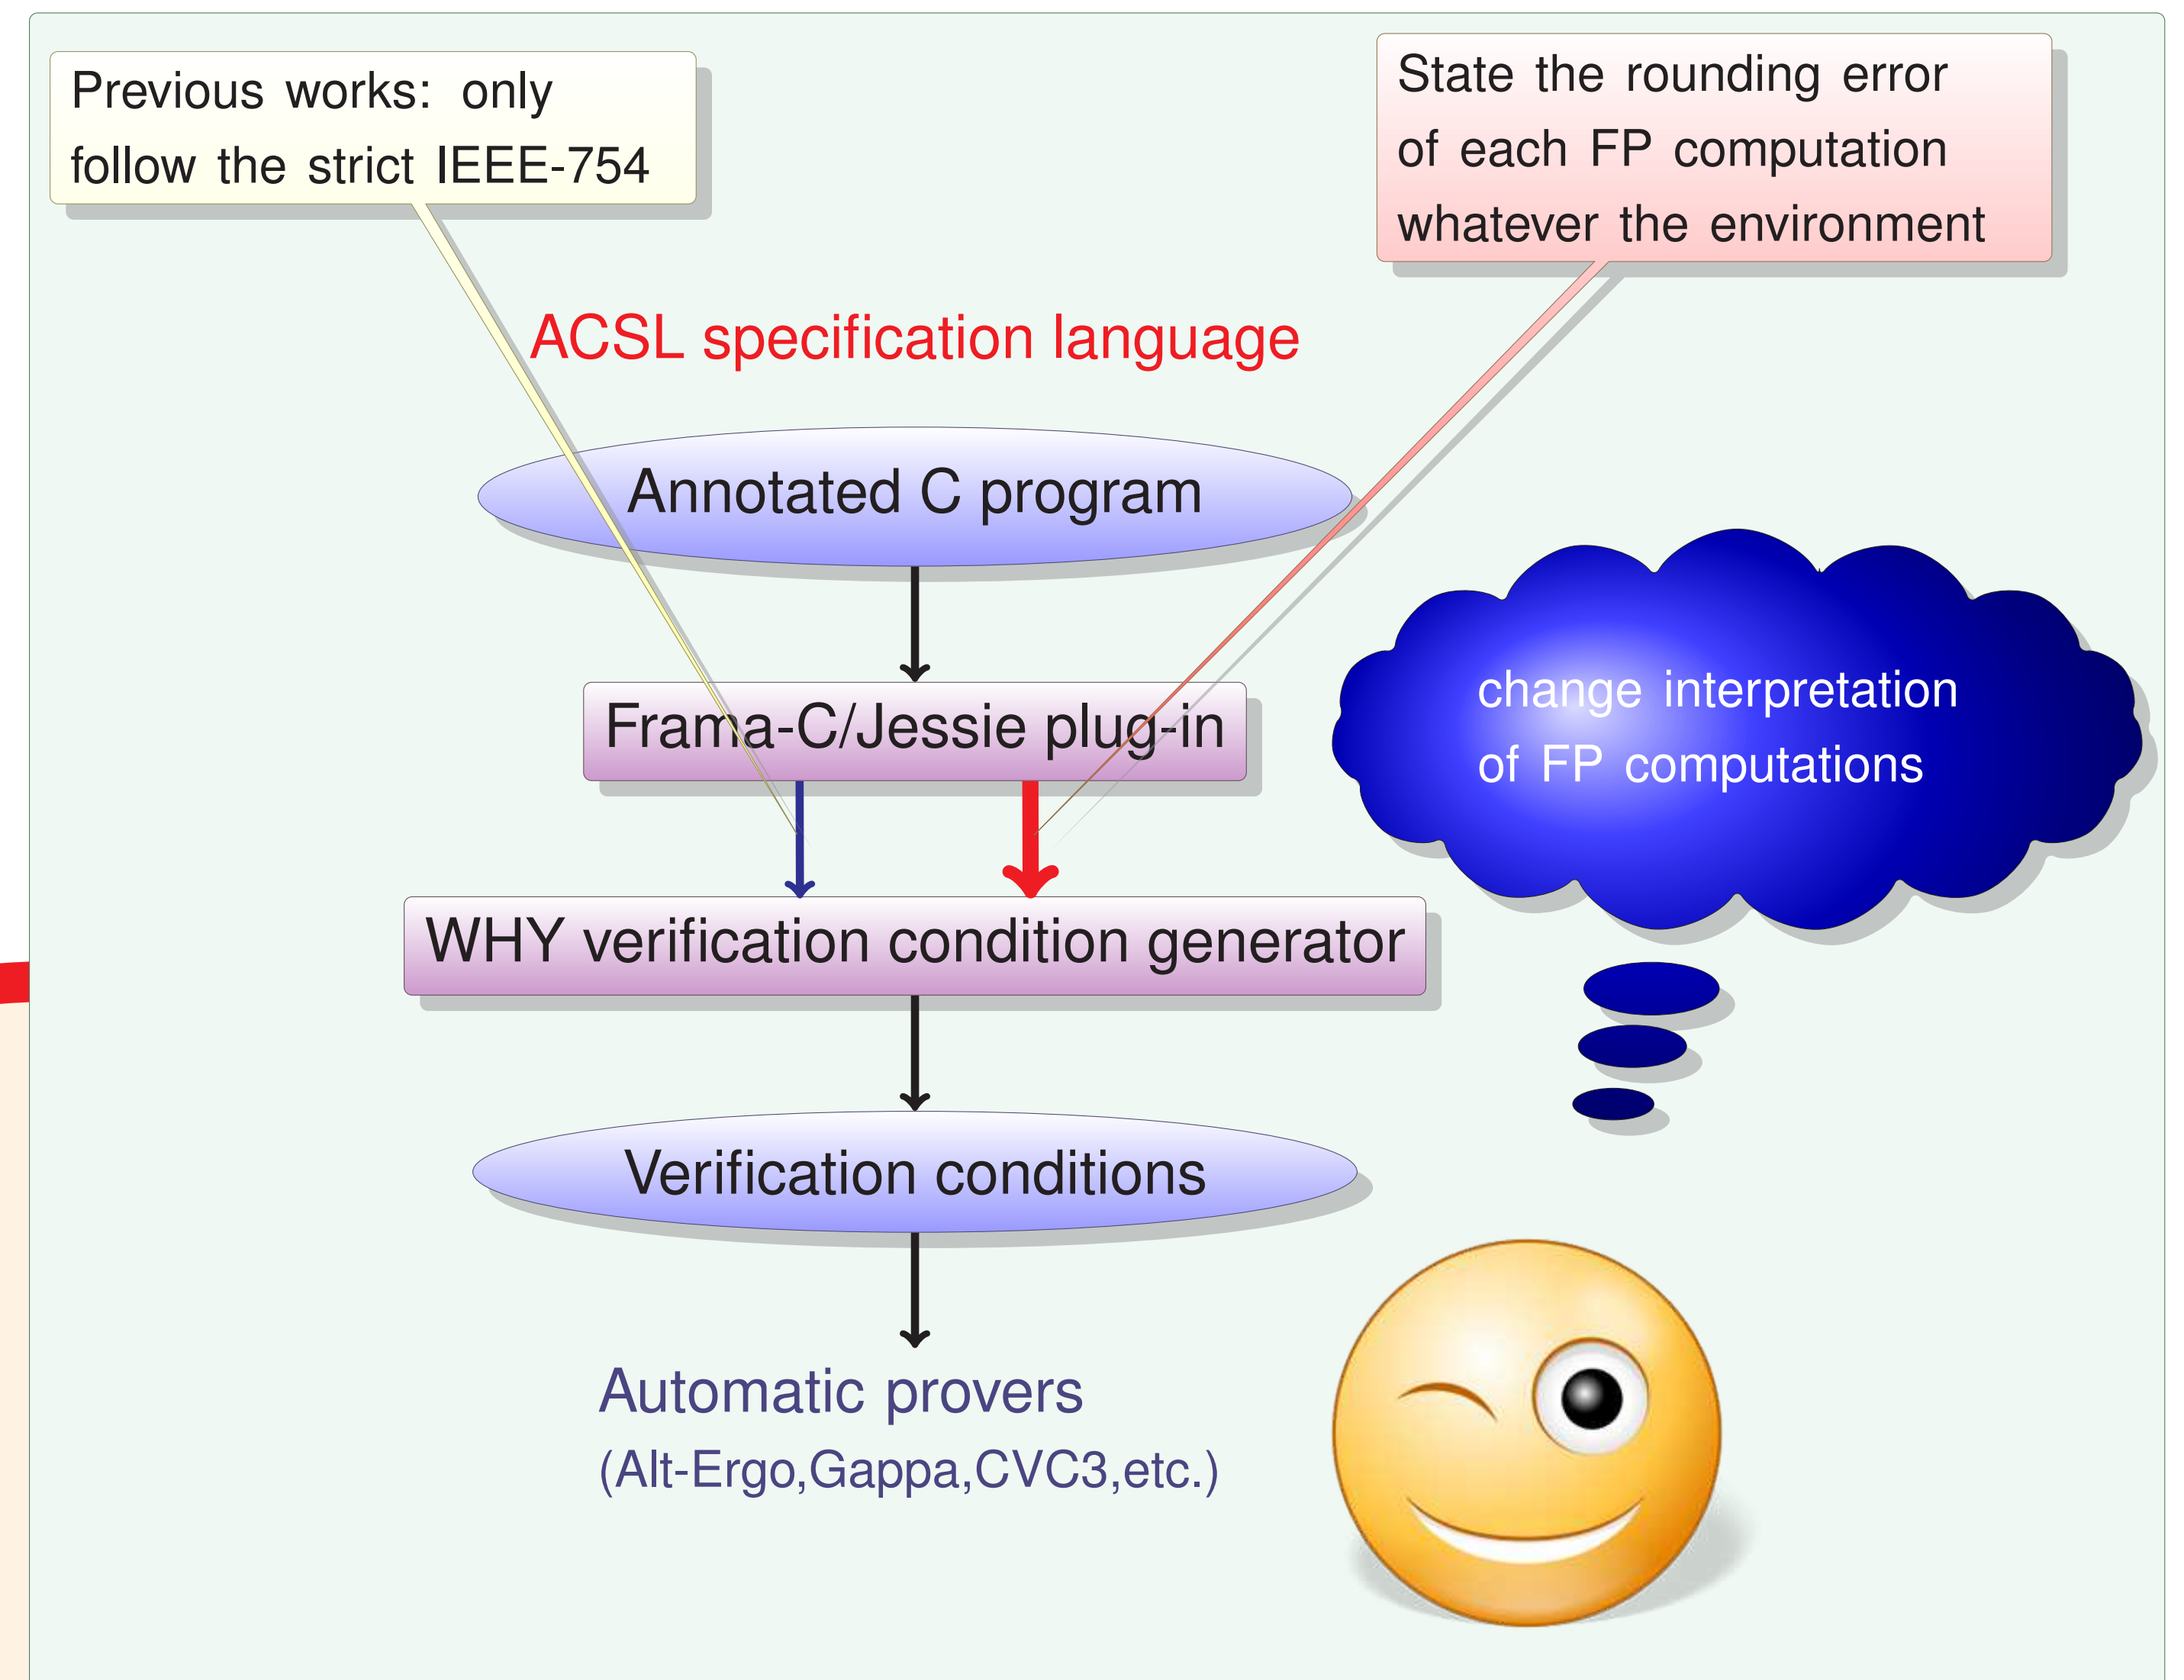 Previous works: only
follow the strict IEEE-754
State the rounding error
of each FP computation
whatever the environment
ACSL specification language
Annotated C program
Frama-C/Jessie plug-in
change interpretation
of FP computations
WHY verification condition generator
Verification conditions
Automatic provers
(Alt-Ergo,Gappa,CVC3,etc.)